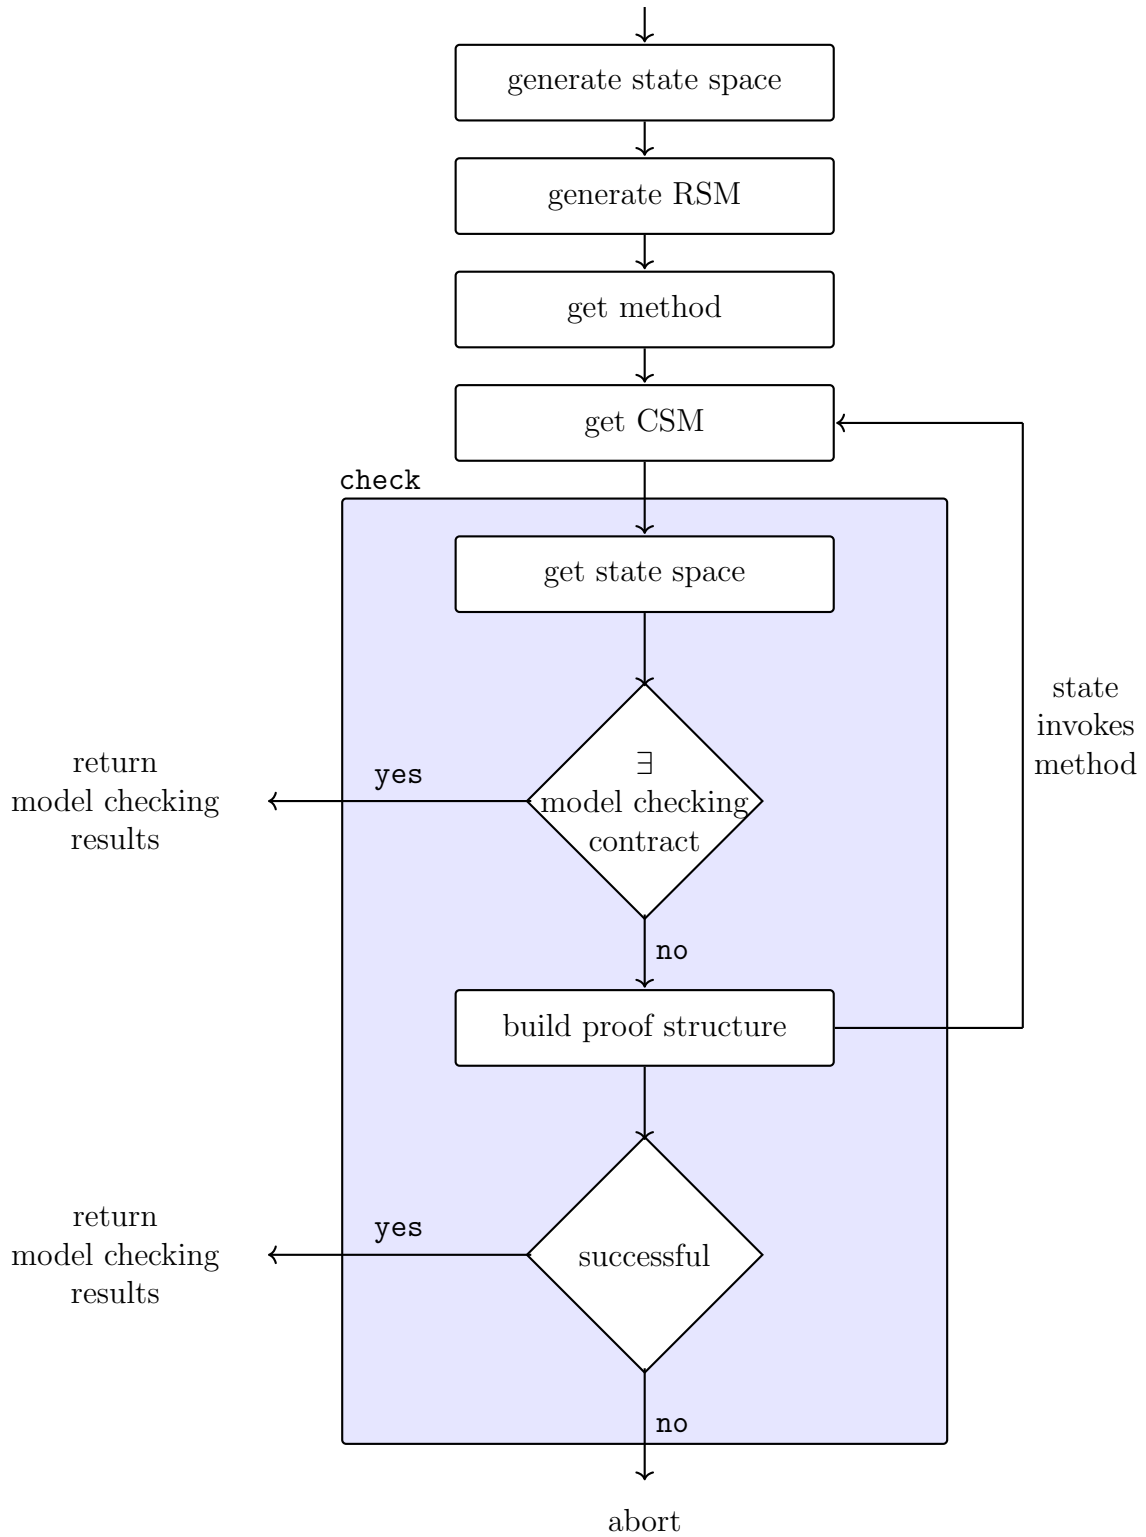 generate state space
generate RSM
get method
get CSM
check
get state space
state
invokes
method
∃
model checking
contract
yes
return
model checking
results
no
build proof structure
successful
yes
return
model checking
results
no
abort